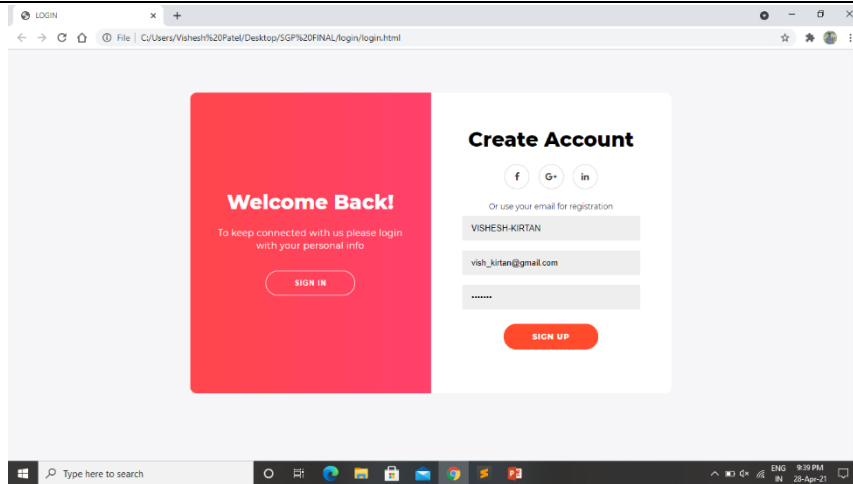 LOGIN
File | C:/Users/Vishesh%20Patel/Desktop/SGP%20FINAL/login/login.html
Welcome Back!
To keep connected with us please login
with your personal info
SIGN IN
Create Account
f G+ in
Or use your email for registration
VISHESH-KIRTAN
vish_kirtan@gmail.com
•••••••
SIGN UP
Type here to search
ENG 9:39 PM
IN 28-Apr-21